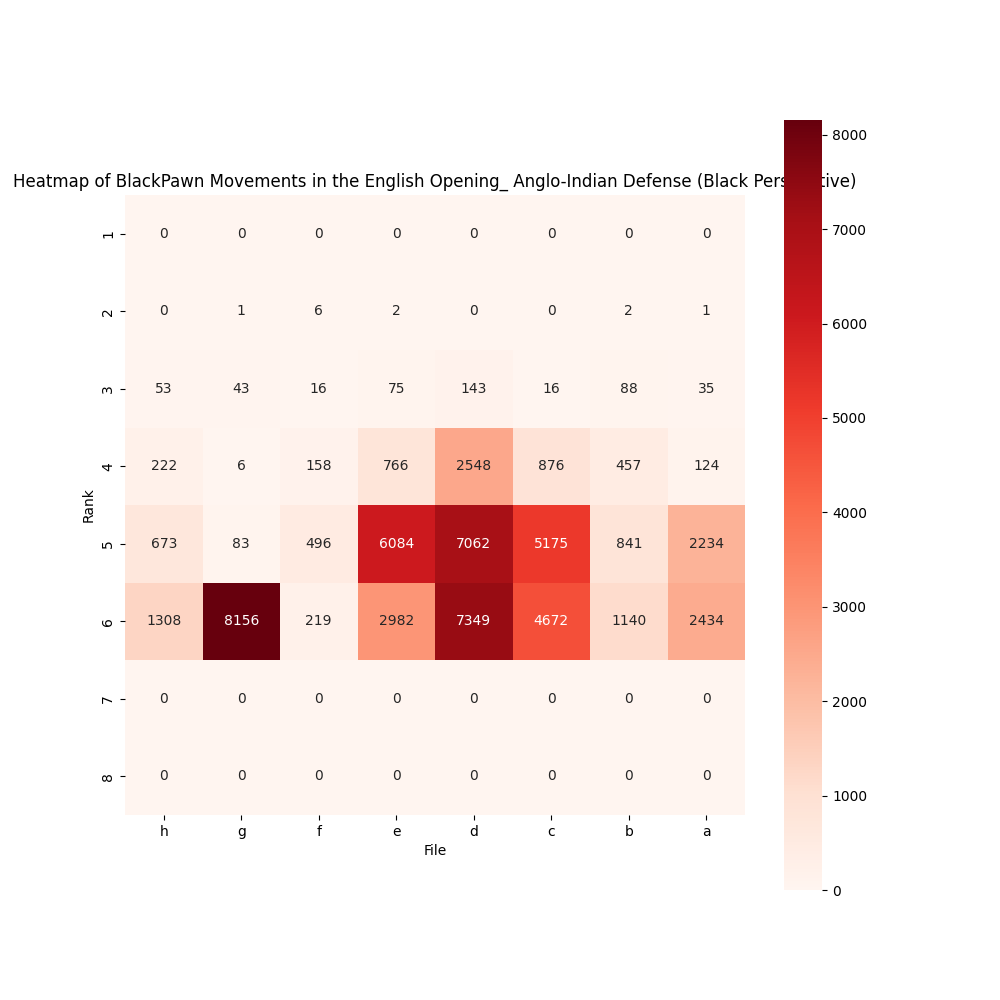 8000
Heatmap of BlackPawn Movements in the English Opening_ Anglo-Indian Defense (Black Pers tive)
1 0 0 0 0 0 0 0 0
7000
2 0 1 6 2 0 0 2 1
6000
3 53 43 16 75 143 16 88 35
5000
4 222 6 158 766 2548 876 457 124
Rank
4000
5 673 83 496 6084 7062 5175 841 2234
3000
6 1308 8156 219 2982 7349 4672 1140 2434
2000
7 0 0 0 0 0 0 0 0
8 0 0 0 0 0 0 0 0
1000
h g f e d c b a
File
0